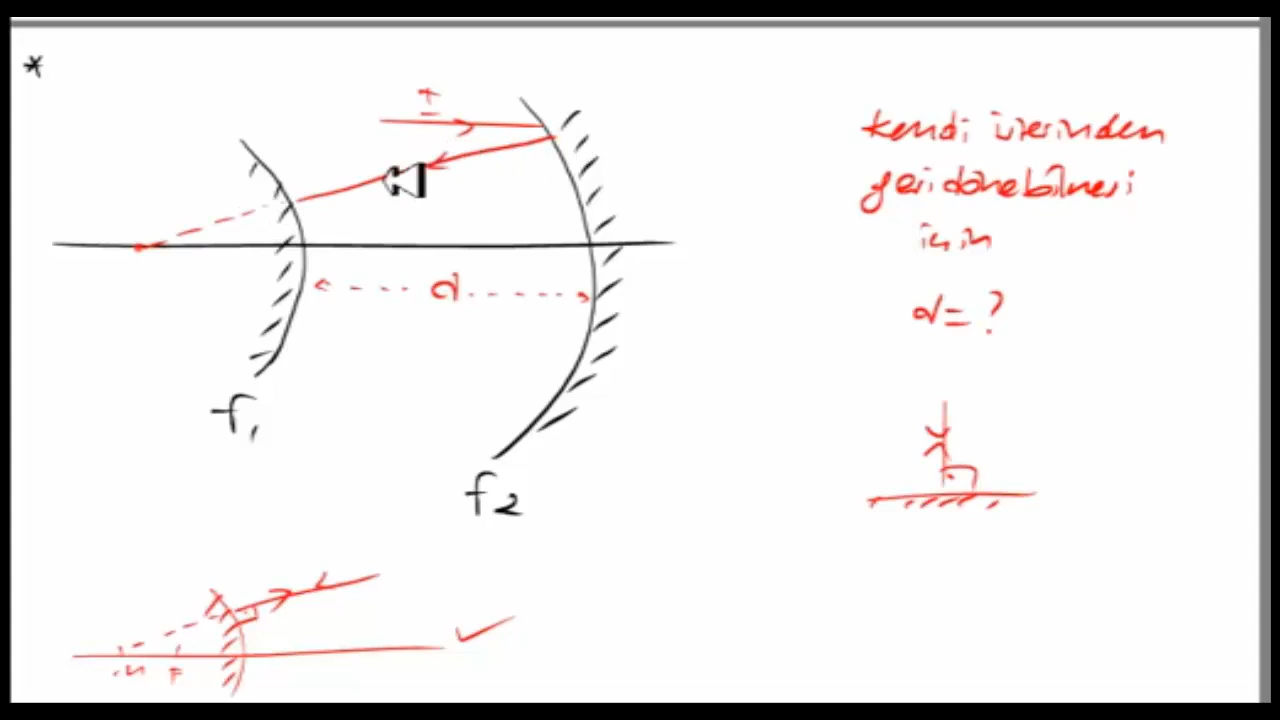 *
I
kendi üzerinden
geri dönebilmesi
için
d
d = ?
f₁
f₂
M F